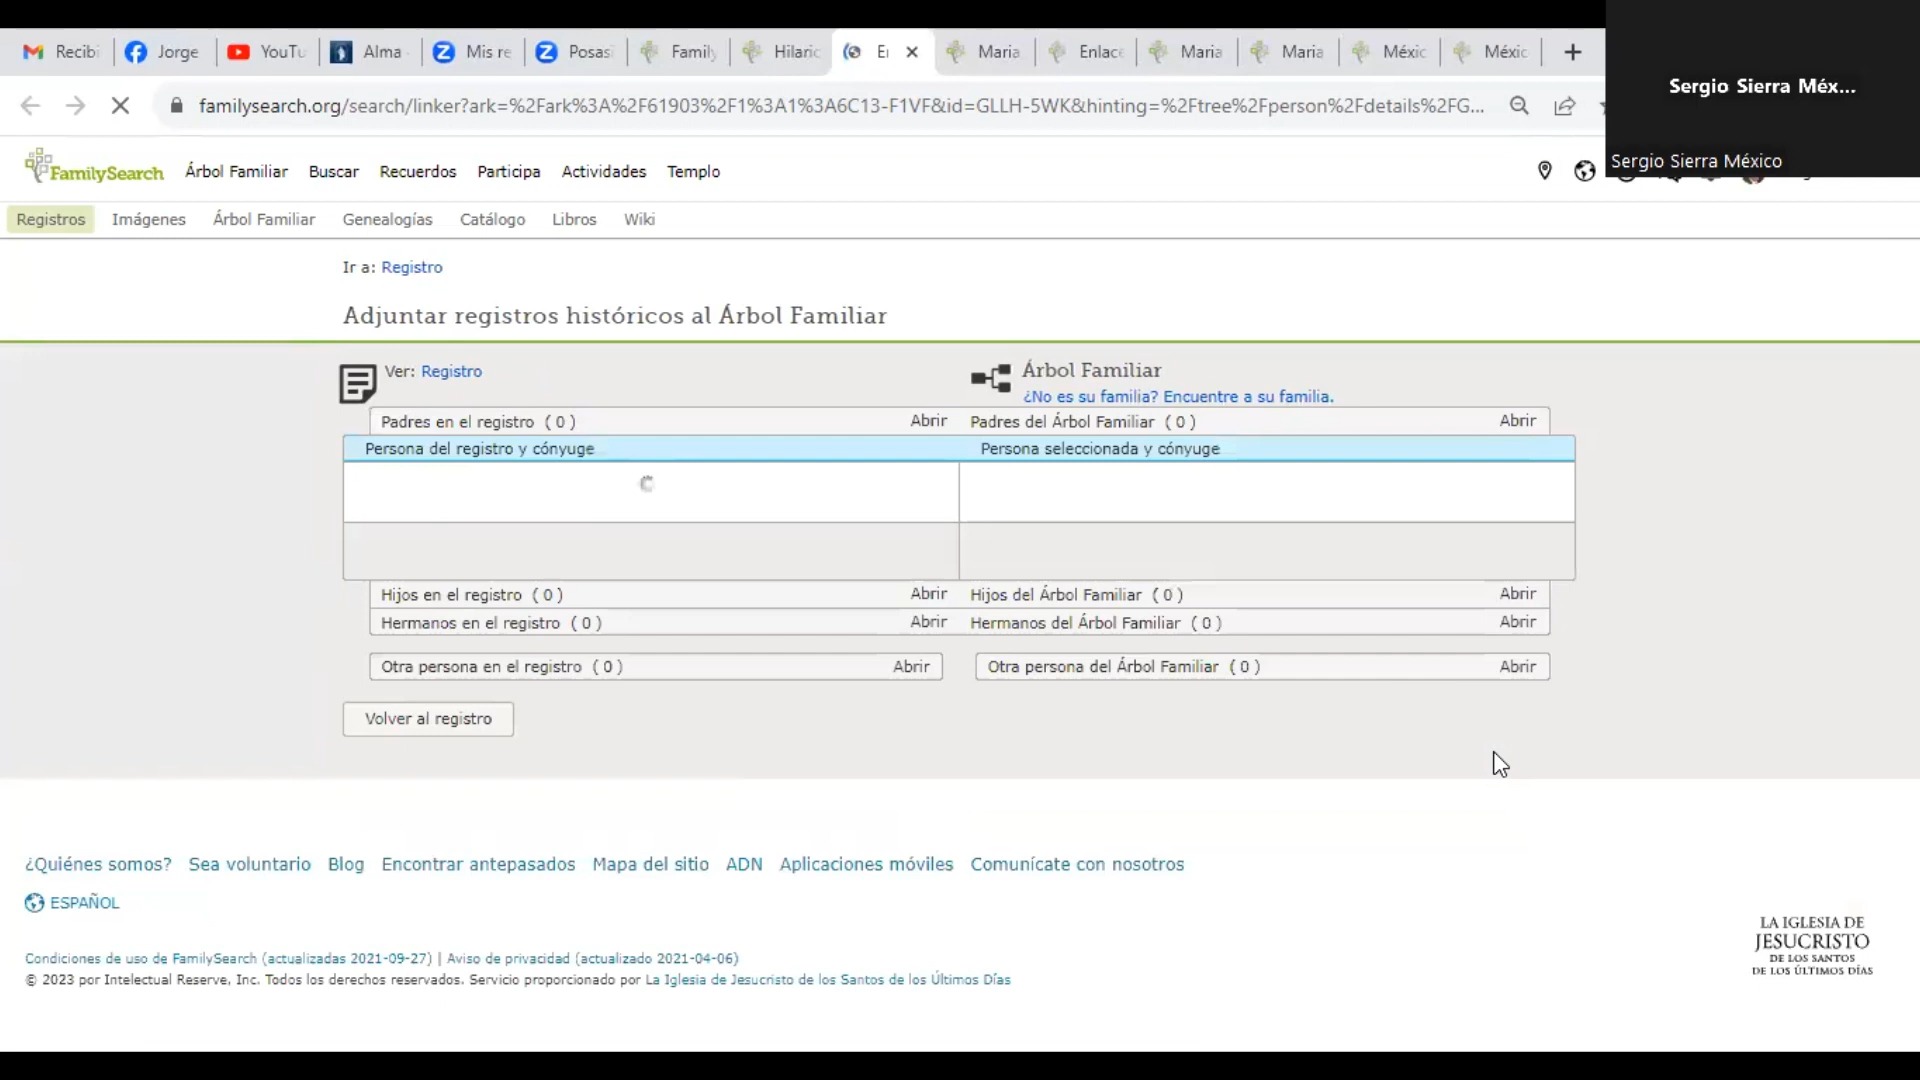 Recibi Jorge YouTu Alma Mis re Posasi Family Hilaric Er Maria Enlace Maria Maria Méxic Méxic
familysearch.org/search/linker?ark=%2Fark%3A%2F61903%2F1%3A1%3A6C13-F1VF&id=GLLH-5WK&hinting=%2Ftree%2Fperson%2Fdetails%2FG...
Sergio Sierra Méx...
Sergio Sierra México
FamilySearch Árbol Familiar Buscar Recuerdos Participa Actividades Templo
Registros Imágenes Árbol Familiar Genealogías Catálogo Libros Wiki
Ir a: Registro
Adjuntar registros históricos al Árbol Familiar
Ver: Registro
Árbol Familiar
¿No es su familia? Encuentre a su familia.
Padres en el registro ( 0 ) Abrir Padres del Árbol Familiar ( 0 ) Abrir
Persona del registro y cónyuge Persona seleccionada y cónyuge
Hijos en el registro ( 0 ) Abrir Hijos del Árbol Familiar ( 0 ) Abrir
Hermanos en el registro ( 0 ) Abrir Hermanos del Árbol Familiar ( 0 ) Abrir
Otra persona en el registro ( 0 ) Abrir Otra persona del Árbol Familiar ( 0 ) Abrir
Volver al registro
¿Quiénes somos? Sea voluntario Blog Encontrar antepasados Mapa del sitio ADN Aplicaciones móviles Comunícate con nosotros
ESPAÑOL
LA IGLESIA DE
JESUCRISTO
DE LOS SANTOS
DE LOS ÚLTIMOS DÍAS
Condiciones de uso de FamilySearch (actualizadas 2021-09-27) | Aviso de privacidad (actualizado 2021-04-06)
© 2023 por Intelectual Reserve, Inc. Todos los derechos reservados. Servicio proporcionado por La Iglesia de Jesucristo de los Santos de los Últimos Días